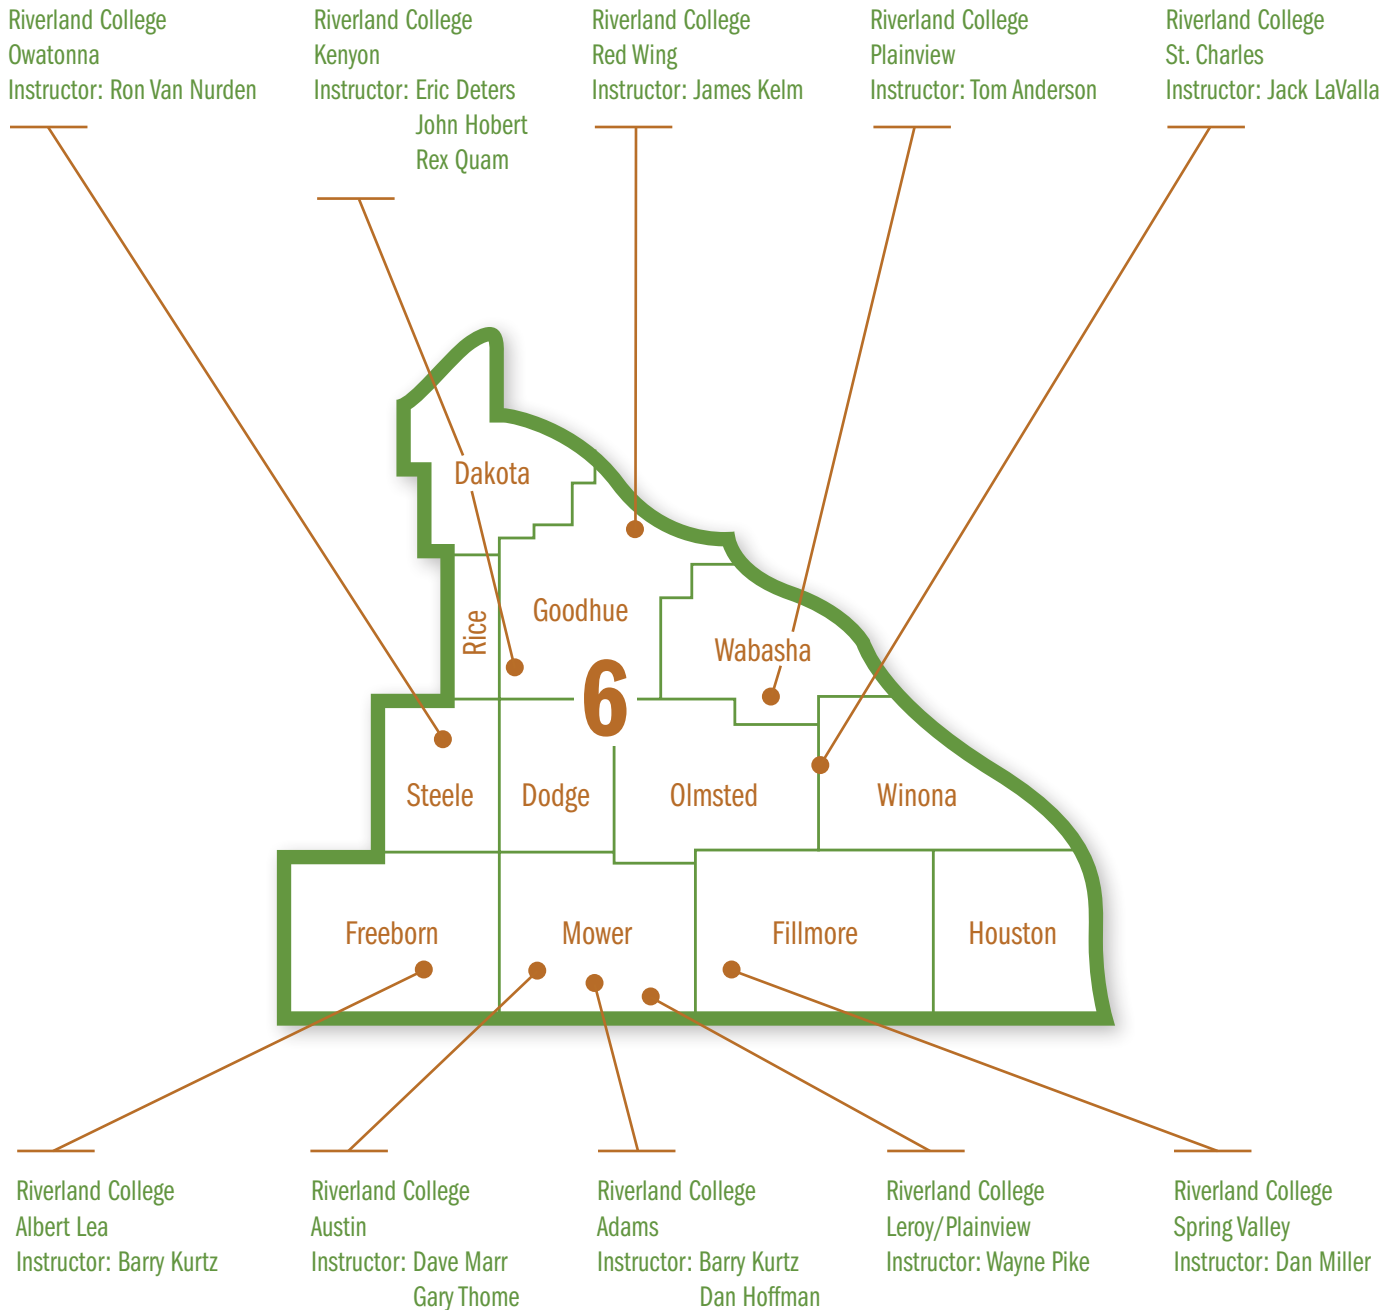 Riverland College
Owatonna
Instructor: Ron Van Nurden
Riverland College
Kenyon
Instructor: Eric Deters
John Hobert
Rex Quam
Riverland College
Red Wing
Instructor: James Kelm
Riverland College
Plainview
Instructor: Tom Anderson
Riverland College
St. Charles
Instructor: Jack LaValla
Dakota
Rice
Goodhue
Wabasha
6
Steele
Dodge
Olmsted
Winona
Freeborn
Mower
Fillmore
Houston
Riverland College
Albert Lea
Instructor: Barry Kurtz
Riverland College
Austin
Instructor: Dave Marr
Gary Thome
Riverland College
Adams
Instructor: Barry Kurtz
Dan Hoffman
Riverland College
Leroy/Plainview
Instructor: Wayne Pike
Riverland College
Spring Valley
Instructor: Dan Miller